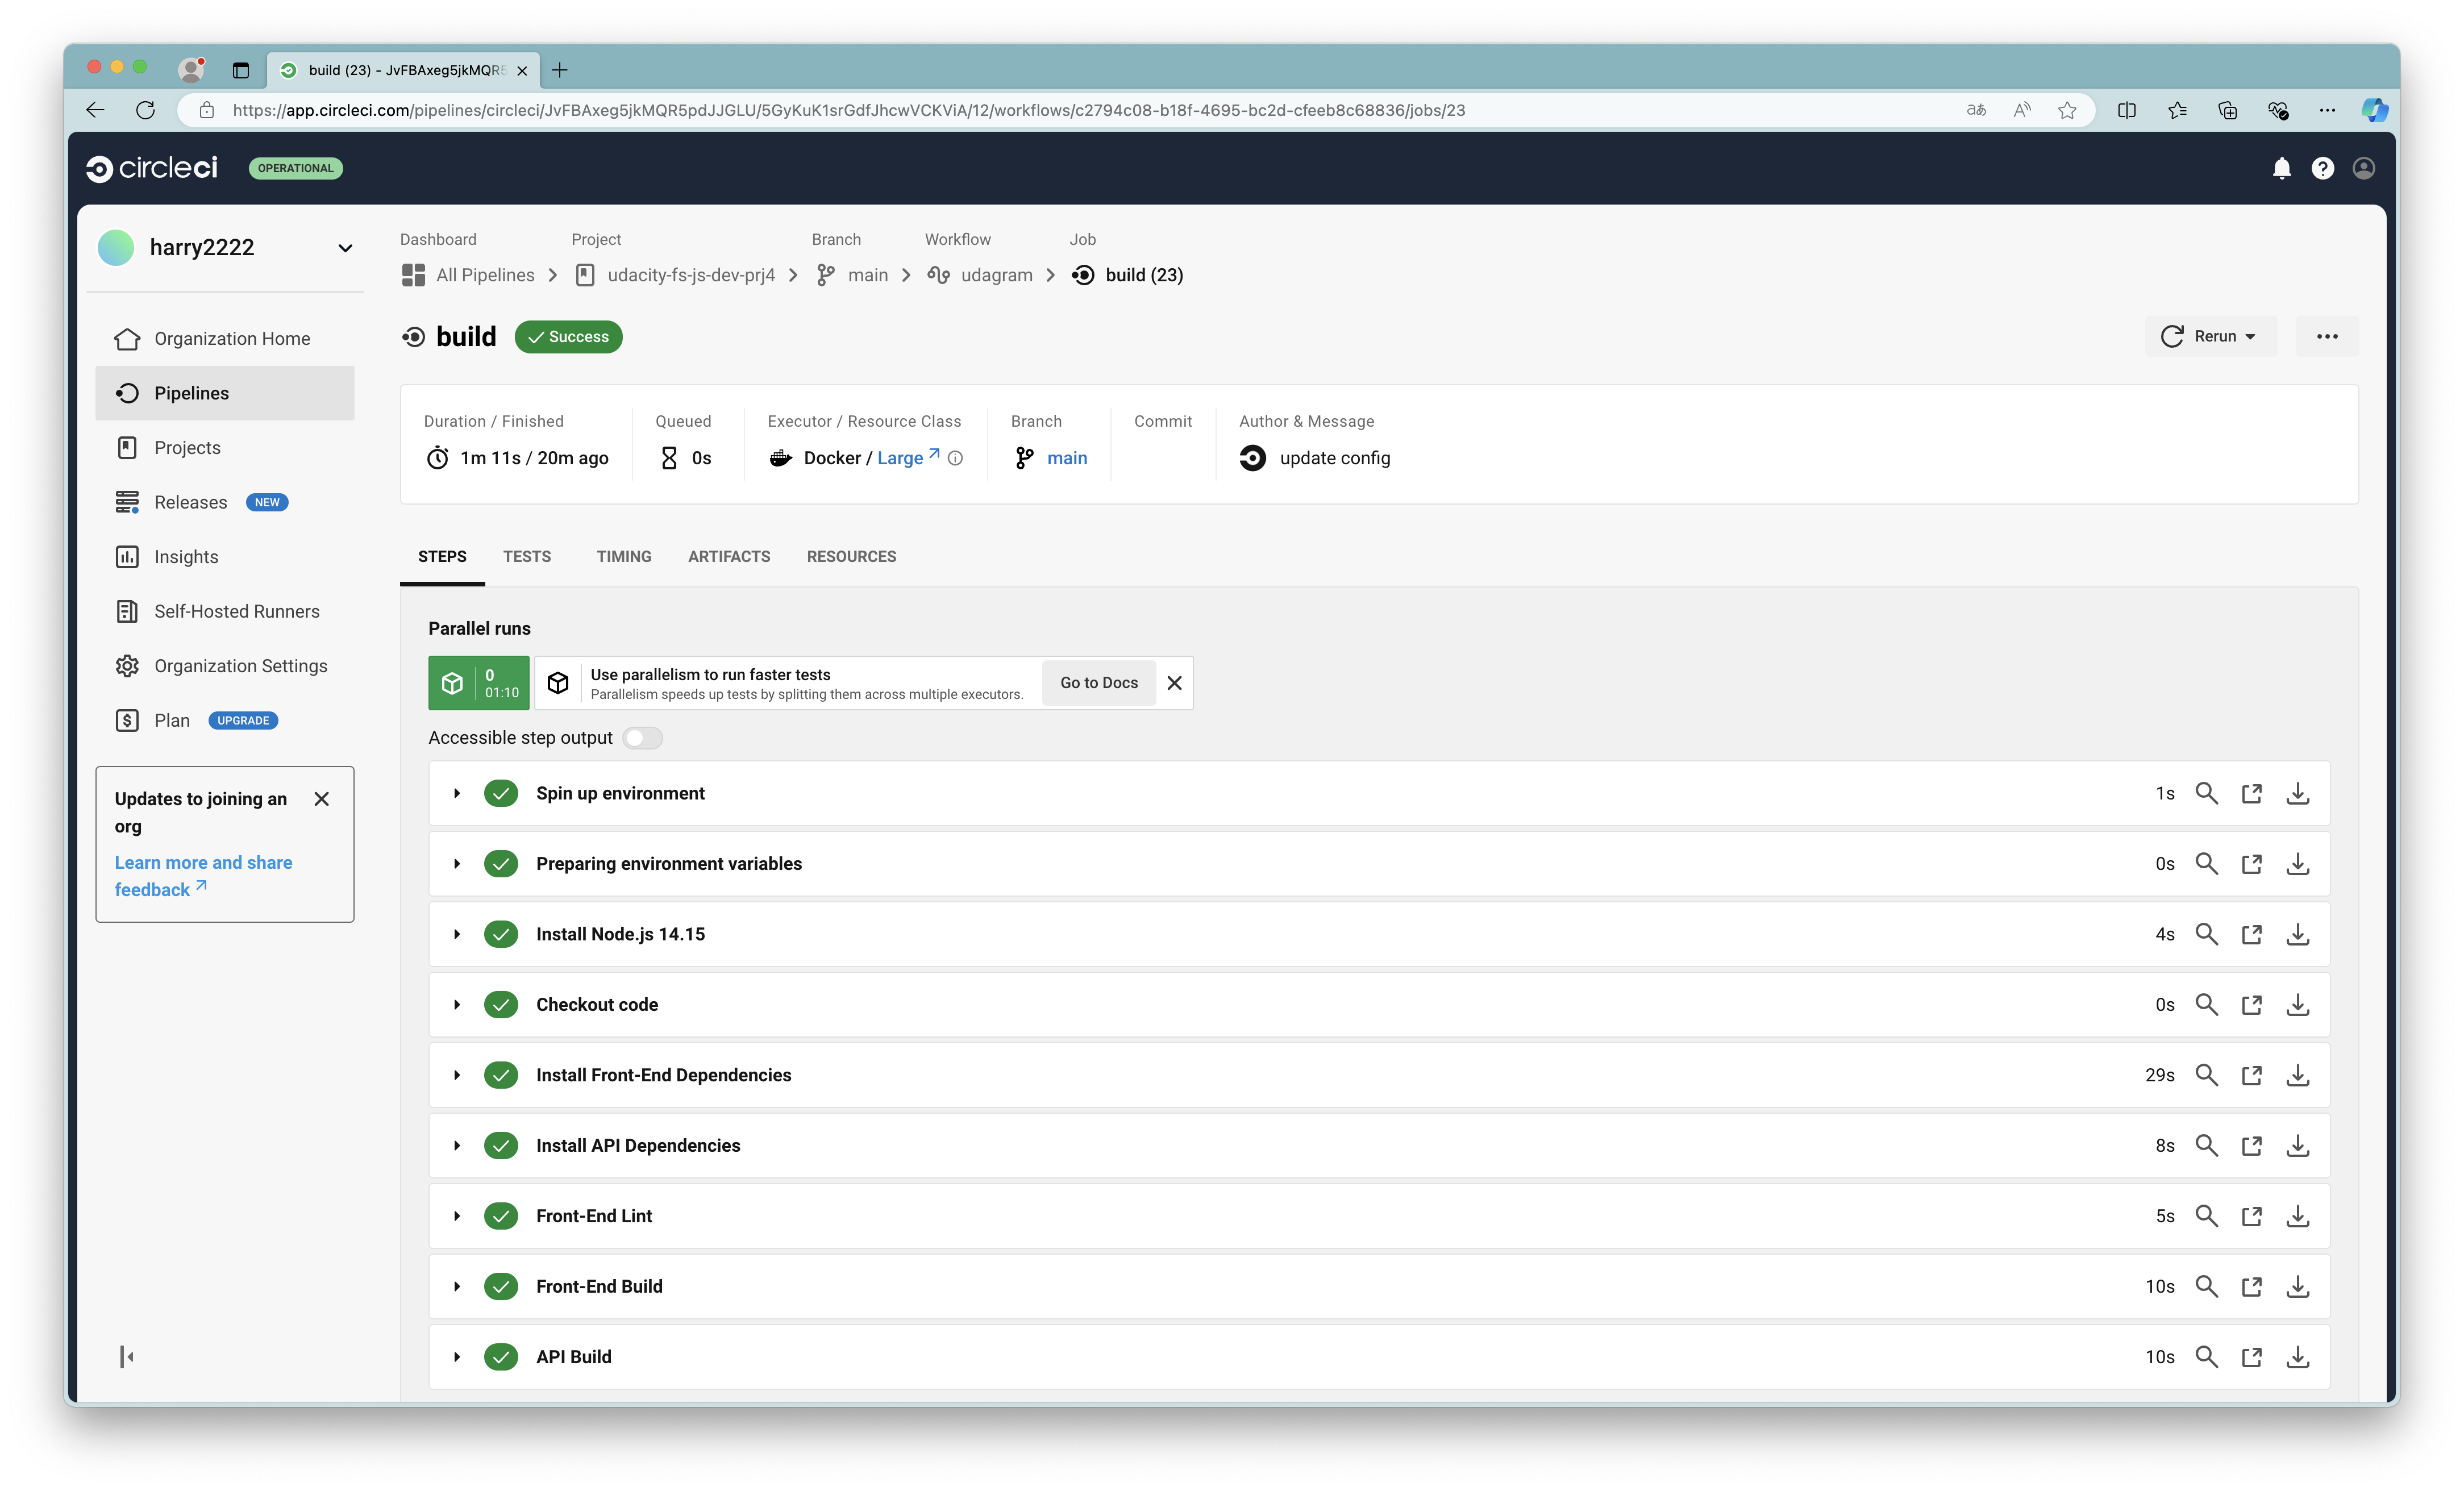 build (23) - JvFBAxeg5jkMQR5
https://app.circleci.com/pipelines/circleci/JvFBAxeg5jkMQR5pdJJGLU/5GyKuK1srGdfJhcwVCKViA/12/workflows/c2794c08-b18f-4695-bc2d-cfeeb8c68836/jobs/23
circleci OPERATIONAL
harry2222
Organization Home
Pipelines
Projects
Releases NEW
Insights
Self-Hosted Runners
Organization Settings
Plan UPGRADE
Updates to joining an
org
Learn more and share
feedback
Dashboard Project Branch Workflow Job
All Pipelines udacity-fs-js-dev-prj4 main udagram build (23)
build Success
Rerun
Duration / Finished Queued Executor / Resource Class Branch Commit Author & Message
1m 11s / 20m ago 0s Docker / Large main update config
STEPS TESTS TIMING ARTIFACTS RESOURCES
Parallel runs
0
01:10
Use parallelism to run faster tests
Parallelism speeds up tests by splitting them across multiple executors.
Go to Docs
Accessible step output
Spin up environment 1s
Preparing environment variables 0s
Install Node.js 14.15 4s
Checkout code 0s
Install Front-End Dependencies 29s
Install API Dependencies 8s
Front-End Lint 5s
Front-End Build 10s
API Build 10s